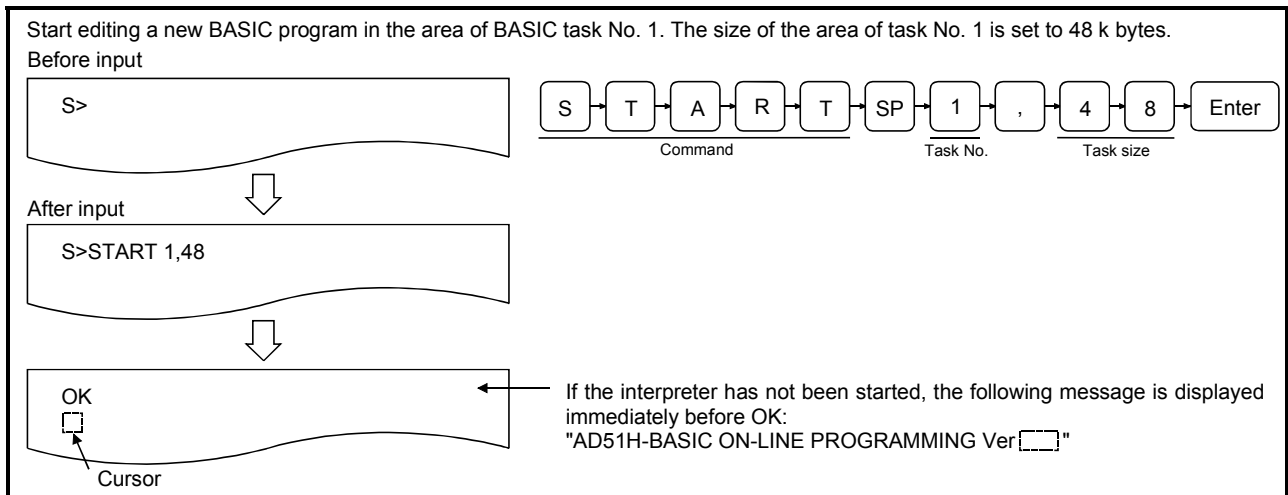 Start editing a new BASIC program in the area of BASIC task No. 1. The size of the area of task No. 1 is set to 48 k bytes.
Before input
S>
S T A R T SP 1 , 4 8 Enter
Command Task No. Task size
After input
S>START 1,48
OK
If the interpreter has not been started, the following message is displayed
immediately before OK:
"AD51H-BASIC ON-LINE PROGRAMMING Ver "
Cursor